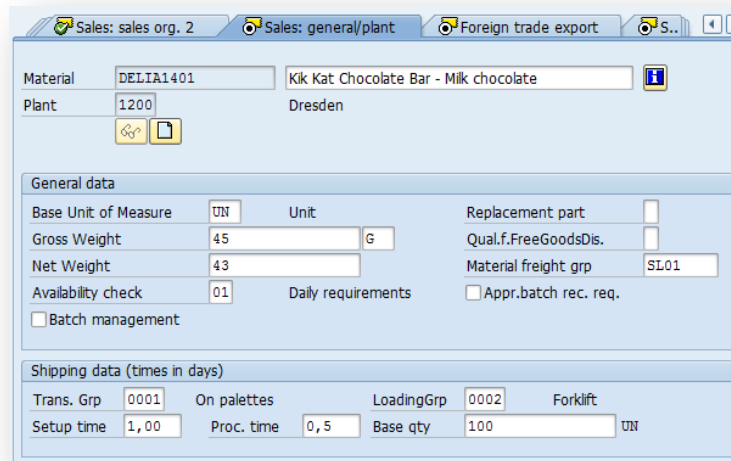 Sales: sales org. 2 Sales: general/plant Foreign trade export S..
Material DELIA1401 Kik Kat Chocolate Bar - Milk chocolate
Plant 1200 Dresden
General data
Base Unit of Measure UN Unit Replacement part
Gross Weight 45 G Qual.f.FreeGoodsDis.
Net Weight 43 Material freight grp SL01
Availability check 01 Daily requirements Appr.batch rec. req.
Batch management
Shipping data (times in days)
Trans. Grp 0001 On palettes LoadingGrp 0002 Forklift
Setup time 1,00 Proc. time 0,5 Base qty 100 UN